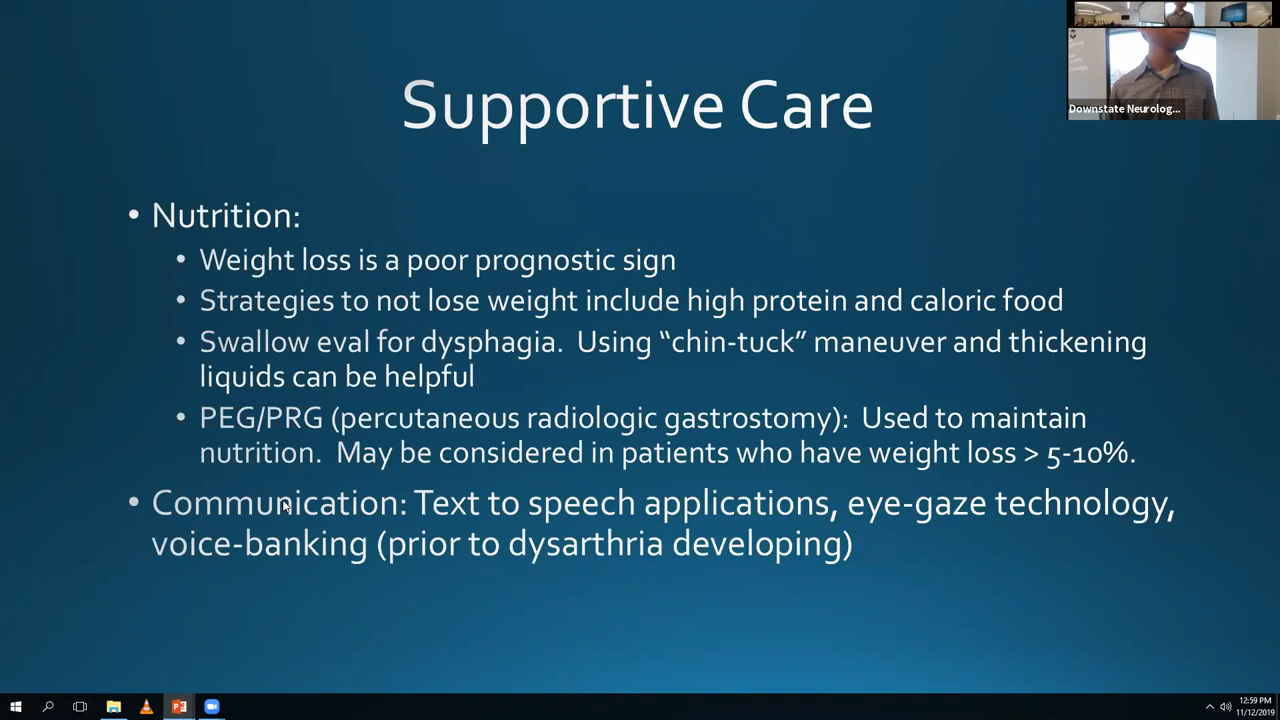 Supportive Care
Downstate Neurolog...
• Nutrition:
• Weight loss is a poor prognostic sign
• Strategies to not lose weight include high protein and caloric food
• Swallow eval for dysphagia.  Using “chin-tuck” maneuver and thickening
liquids can be helpful
• PEG/PRG (percutaneous radiologic gastrostomy):  Used to maintain
nutrition.  May be considered in patients who have weight loss > 5-10%.
• Communication: Text to speech applications, eye-gaze technology,
voice-banking (prior to dysarthria developing)
12:59 PM
11/12/2019